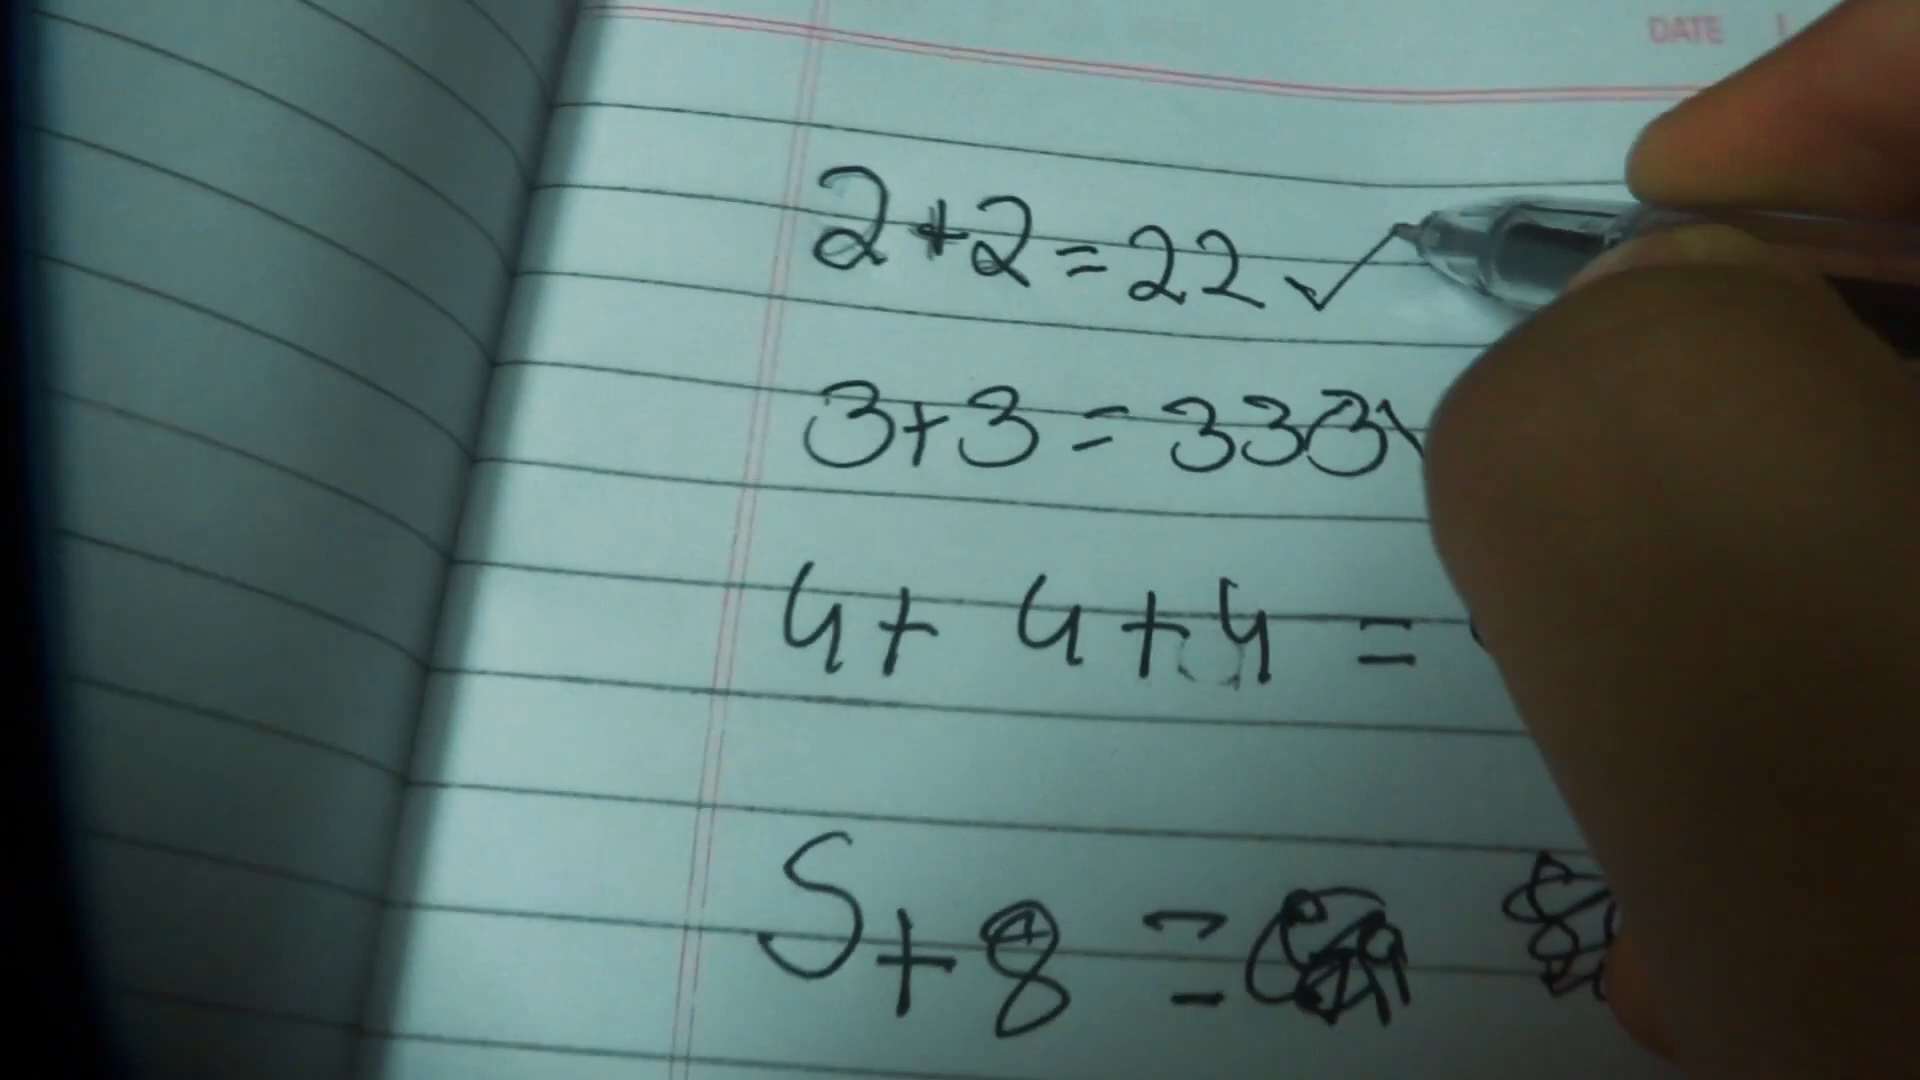 DATE
2+2=22✓
3+3=333
4+4+4=
5+8=